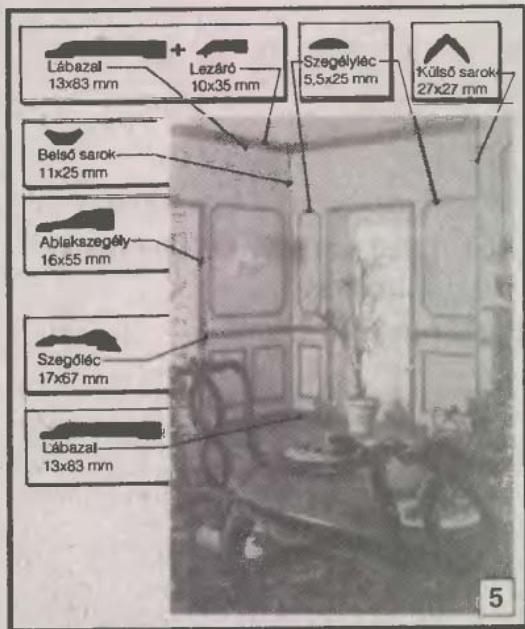 +
Lábazal
13x83 mm
Lezáró
10x35 mm
Szegélyléc
5,5x25 mm
Külső sarok
27x27 mm
Belső sarok
11x25 mm
Ablakszegély
16x55 mm
Szegőléc
17x67 mm
Lábazal
13x83 mm
5